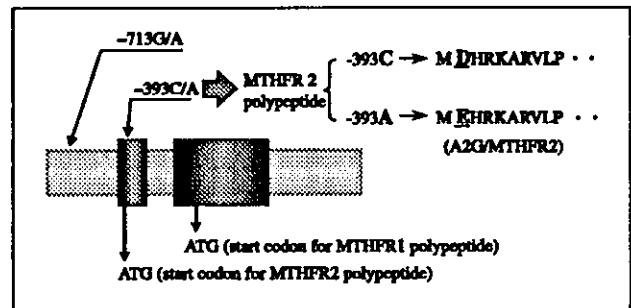 –713G/A
–393C/A
MTHFR 2
polypeptide
-393C → M DHRKARVLP · ·
-393A → M EHRKARVLP · ·
(A2G/MTHFR2)
ATG (start codon for MTHFR1 polypeptide)
ATG (start codon for MTHFR2 polypeptide)